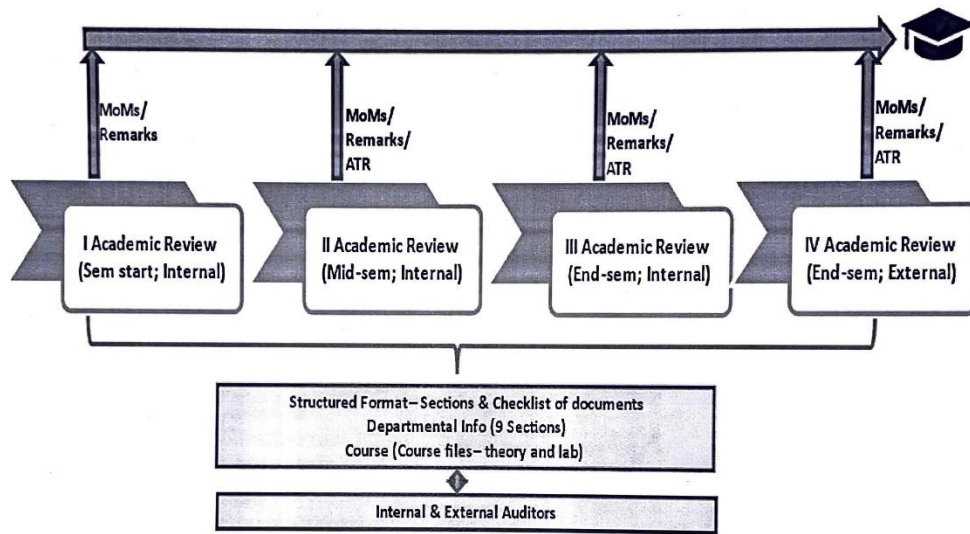 MoMs/
Remarks
MoMs/
Remarks/
ATR
MoMs/
Remarks/
ATR
MoMs/
Remarks/
ATR
I Academic Review
(Sem start; Internal)
II Academic Review
(Mid-sem; Internal)
III Academic Review
(End-sem; Internal)
IV Academic Review
(End-sem; External)
Structured Format– Sections & Checklist of documents
Departmental Info (9 Sections)
Course (Course files– theory and lab)
Internal & External Auditors